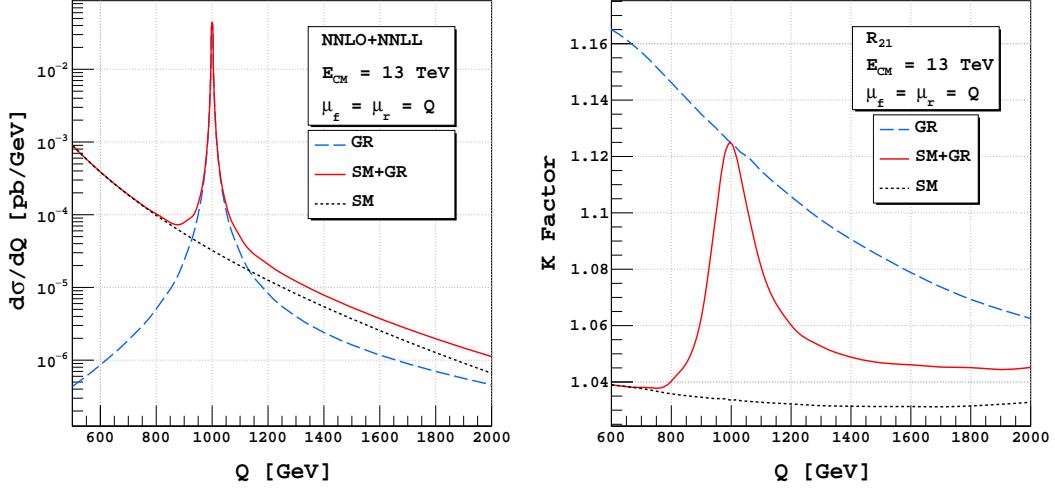 NNLO+NNLL
E_CM = 13 TeV
μ_f = μ_r = Q
GR
SM+GR
SM
10^−2
10^−3
10^−4
10^−5
10^−6
dσ/dQ [pb/GeV]
600 800 1000 1200 1400 1600 1800 2000
Q [GeV]
R_21
E_CM = 13 TeV
μ_f = μ_r = Q
GR
SM+GR
SM
1.16
1.14
1.12
1.1
1.08
1.06
1.04
K Factor
600 800 1000 1200 1400 1600 1800 2000
Q [GeV]